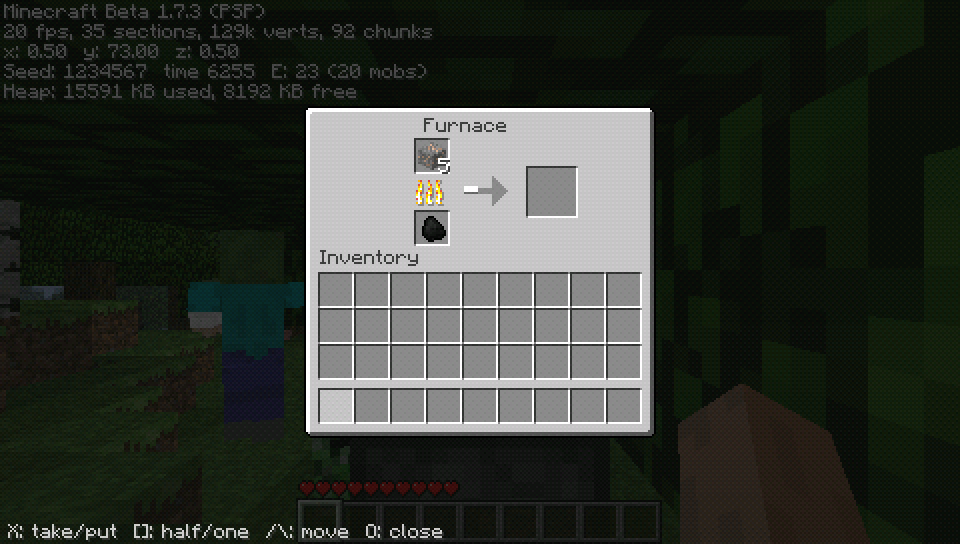 Minecraft Beta 1.7.3 (PSP)
20 fps, 35 sections, 129k verts, 92 chunks
x: 0.50 y: 73.00 z: 0.50
Seed: 1234567 time 6255 E: 23 (20 mobs)
Heap: 15591 KB used, 8192 KB free
Furnace
5
Inventory
X: take/put []: half/one /\: move O: close